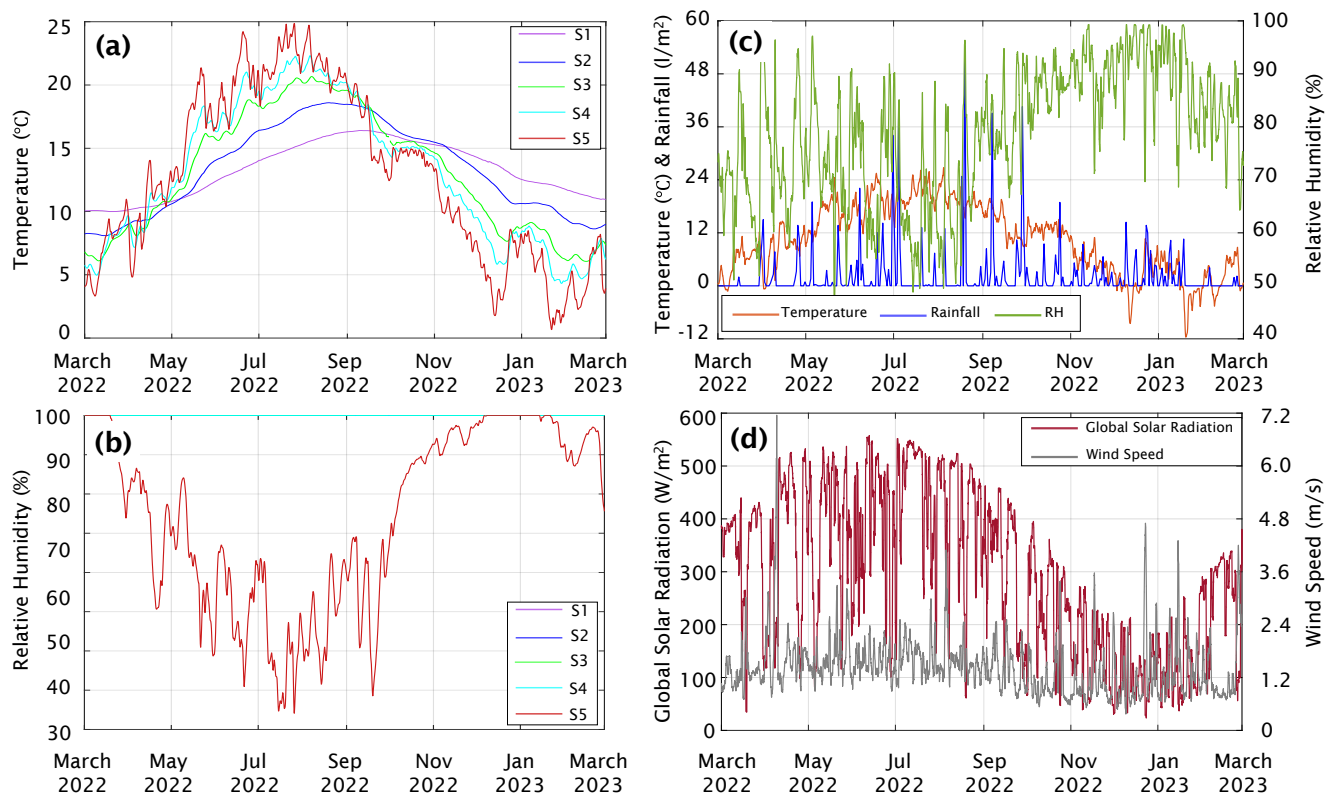 (a)
Temperature (°C)
25
20
15
10
5
0
S1
S2
S3
S4
S5
March May Jul Sep Nov Jan March
2022 2022 2022 2022 2022 2023 2023
(c)
Temperature (°C) & Rainfall (l/m²)
60
48
36
24
12
0
-12
Relative Humidity (%)
100
90
80
70
60
50
40
Temperature Rainfall RH
March May Jul Sep Nov Jan March
2022 2022 2022 2022 2022 2023 2023
(b)
Relative Humidity (%)
100
90
80
70
60
50
40
30
S1
S2
S3
S4
S5
March May Jul Sep Nov Jan March
2022 2022 2022 2022 2022 2023 2023
(d)
Global Solar Radiation (W/m²)
600
500
400
300
200
100
0
Wind Speed (m/s)
7.2
6.0
4.8
3.6
2.4
1.2
0
Global Solar Radiation
Wind Speed
March May Jul Sep Nov Jan March
2022 2022 2022 2022 2022 2023 2023